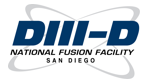 DIII-D
NATIONAL FUSION FACILITY
SAN DIEGO